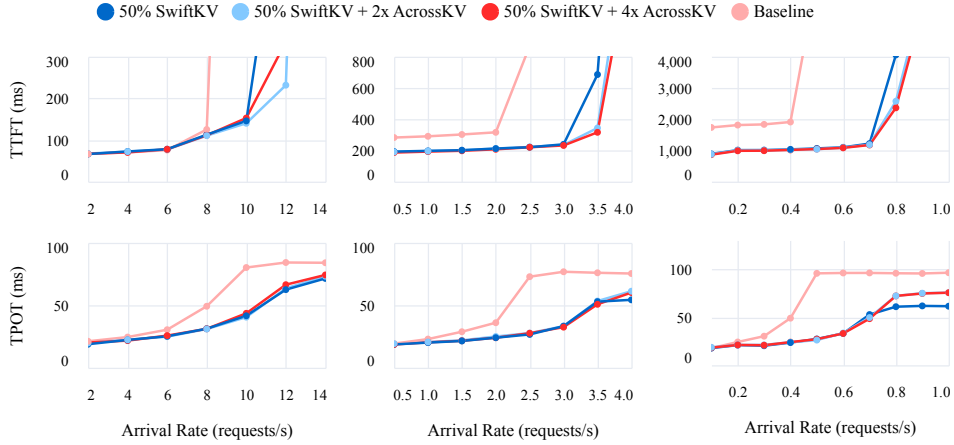 50% SwiftKV 50% SwiftKV + 2x AcrossKV 50% SwiftKV + 4x AcrossKV Baseline
TTFT (ms)
300
200
100
0
2 4 6 8 10 12 14
800
600
400
200
0
0.5 1.0 1.5 2.0 2.5 3.0 3.5 4.0
4,000
3,000
2,000
1,000
0
0.2 0.4 0.6 0.8 1.0
TPOT (ms)
100
50
0
2 4 6 8 10 12 14
Arrival Rate (requests/s)
100
50
0
0.5 1.0 1.5 2.0 2.5 3.0 3.5 4.0
Arrival Rate (requests/s)
100
50
0
0.2 0.4 0.6 0.8 1.0
Arrival Rate (requests/s)